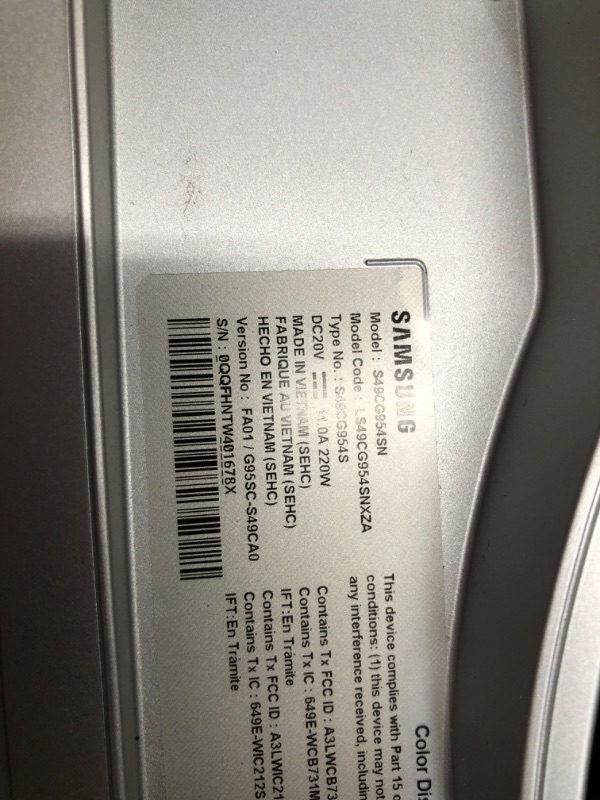 SAMSUNG
Model : S49CG954SN
Model Code : LS49CG954SNXZA
Type No. : S49CG954S
DC20V 11.0A 220W
MADE IN VIETNAM (SEHC)
FABRIQUE AU VIETNAM (SEHC)
HECHO EN VIETNAM (SEHC)
Version No : FA01 / G95SC-S49CA0
S/N : 0QQFHNTW401678X
Color Dis
This device complies with Part 15 o
conditions: (1) this device may not
any interference received, includin
Contains Tx FCC ID : A3LWCB73
Contains Tx IC : 649E-WCB731M
IFT:En Trámite
Contains Tx FCC ID : A3LWIC21
Contains Tx IC : 649E-WIC212S
IFT:En Trámite